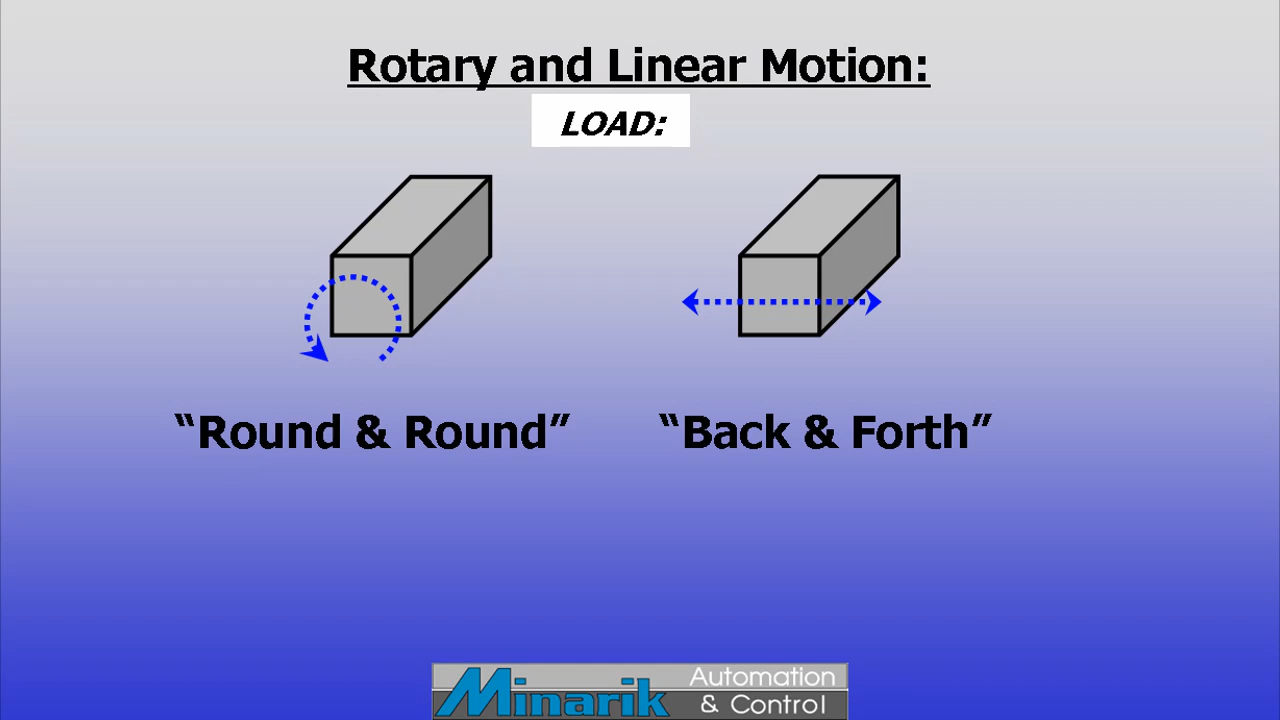 Rotary and Linear Motion:
LOAD:
“Round & Round”
“Back & Forth”
Minarik Automation
& Control